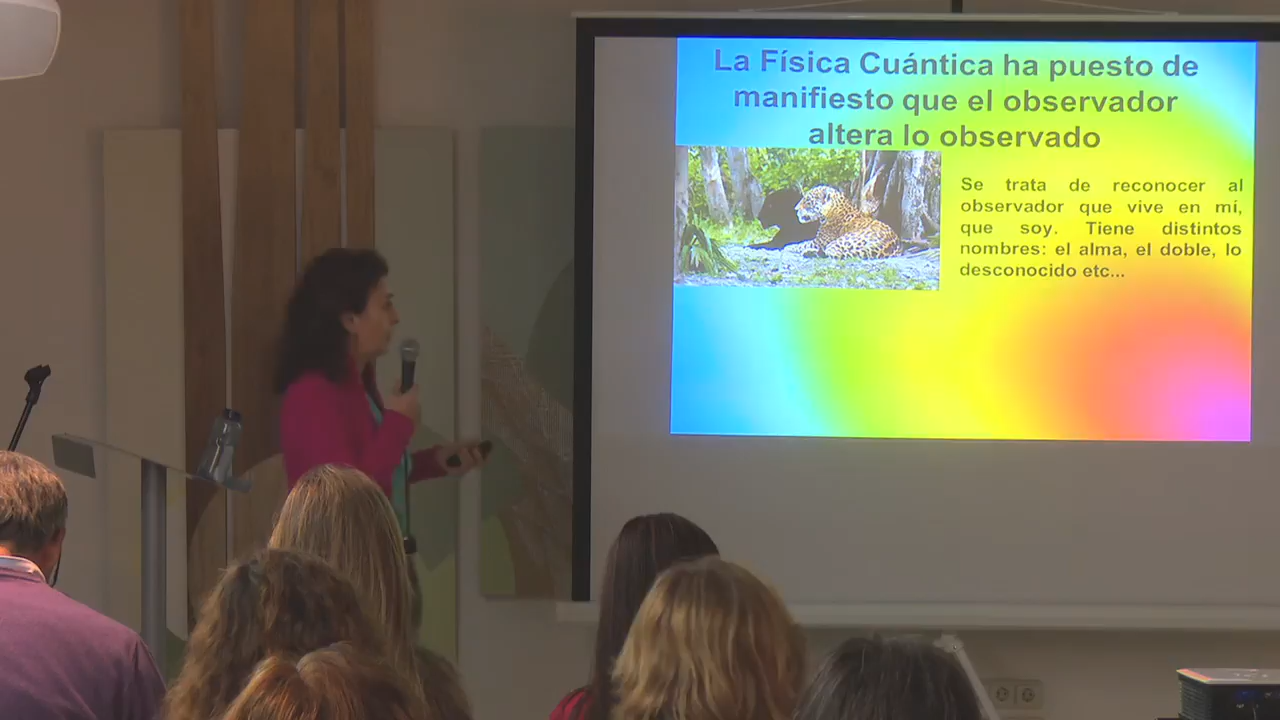 La Física Cuántica ha puesto de
manifiesto que el observador
altera lo observado
Se trata de reconocer al
observador que vive en mí,
que soy. Tiene distintos
nombres: el alma, el doble, lo
desconocido etc...